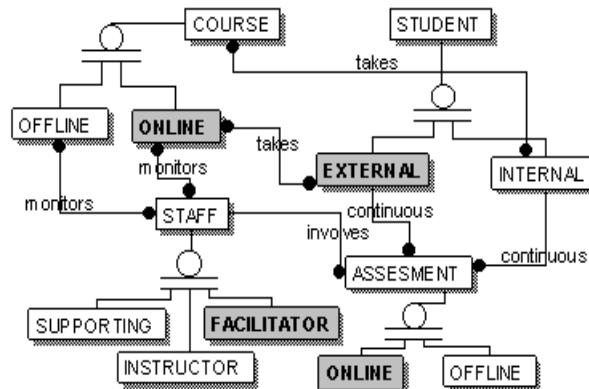 COURSE
STUDENT
takes
OFFLINE
ONLINE
takes
monitors
EXTERNAL
INTERNAL
monitors
STAFF
continuous
involves
ASSESMENT
continuous
SUPPORTING
FACILITATOR
INSTRUCTOR
ONLINE
OFFLINE